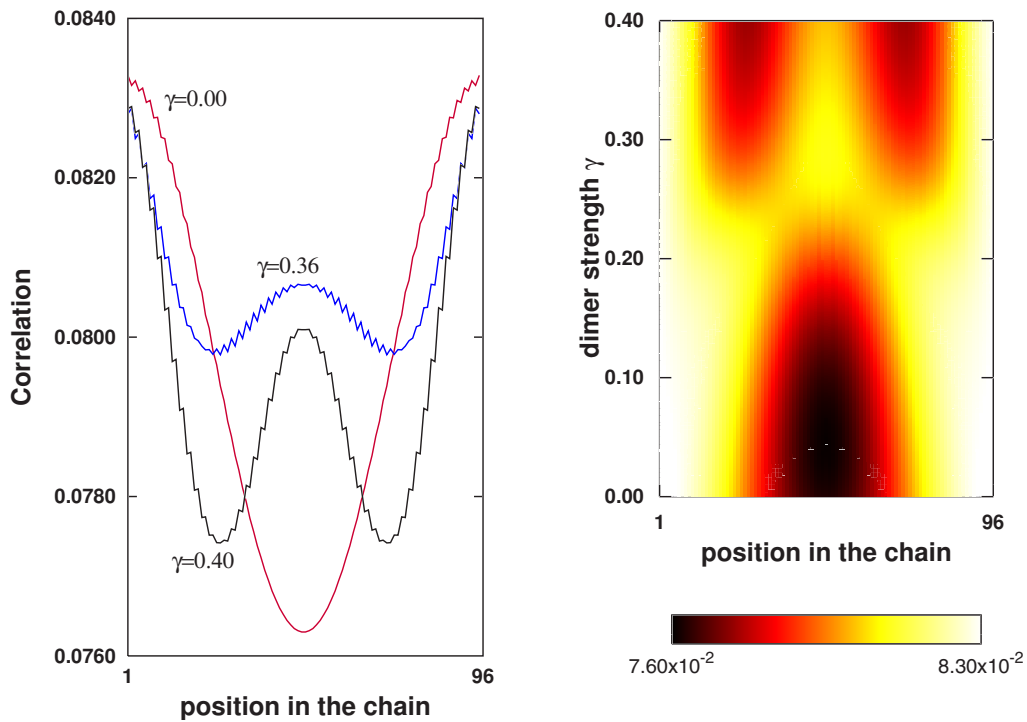 0.0840
0.0820
0.0800
0.0780
0.0760
Correlation
γ=0.00
γ=0.36
γ=0.40
1
96
position in the chain
0.40
0.30
0.20
0.10
0.00
dimer strength γ
1
96
position in the chain
7.60x10⁻²
8.30x10⁻²